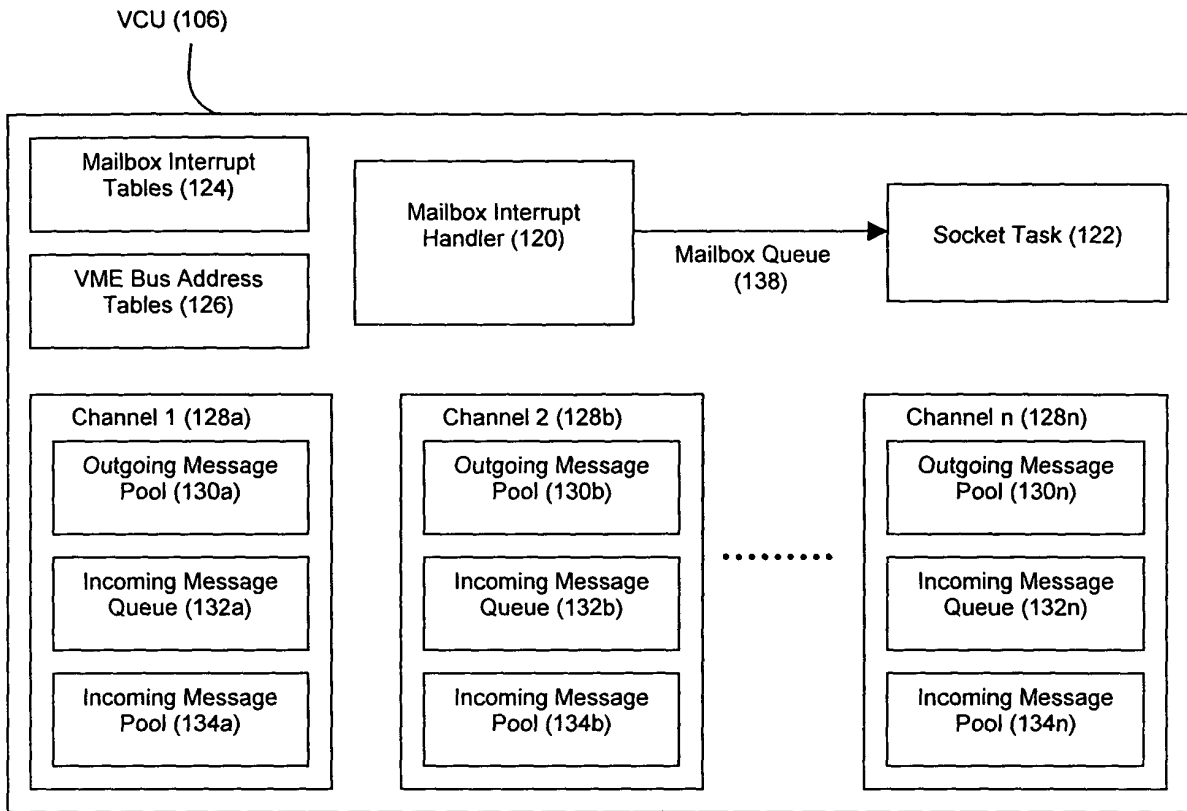 VCU (106)
Mailbox Interrupt
Tables (124)
VME Bus Address
Tables (126)
Mailbox Interrupt
Handler (120)
Mailbox Queue
(138)
Socket Task (122)
Channel 1 (128a)
Outgoing Message
Pool (130a)
Incoming Message
Queue (132a)
Incoming Message
Pool (134a)
Channel 2 (128b)
Outgoing Message
Pool (130b)
Incoming Message
Queue (132b)
Incoming Message
Pool (134b)
Channel n (128n)
Outgoing Message
Pool (130n)
Incoming Message
Queue (132n)
Incoming Message
Pool (134n)